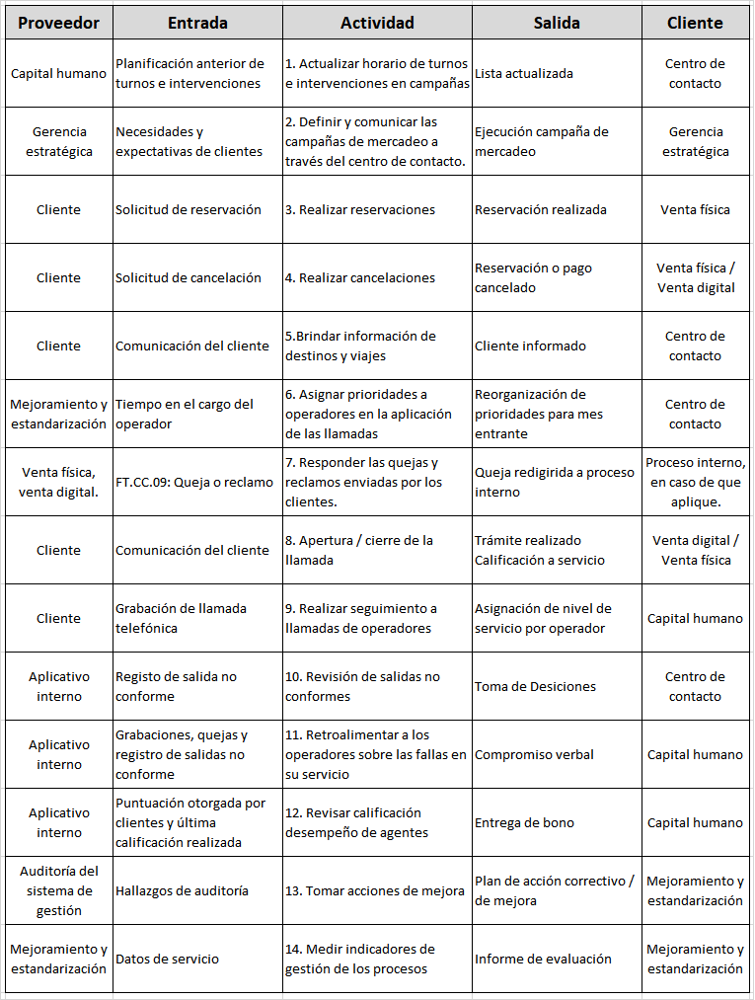 Proveedor Entrada Actividad Salida Cliente
Capital humano
Planificación anterior de
turnos e intervenciones
1. Actualizar horario de turnos
e intervenciones en campañas
Lista actualizada
Centro de
contacto
Gerencia
estratégica
Necesidades y
expectativas de clientes
2. Definir y comunicar las
campañas de mercadeo a
través del centro de contacto.
Ejecución campaña de
mercadeo
Gerencia
estratégica
Cliente
Solicitud de reservación
3. Realizar reservaciones
Reservación realizada
Venta física
Cliente
Solicitud de cancelación
4. Realizar cancelaciones
Reservación o pago
cancelado
Venta física /
Venta digital
Cliente
Comunicación del cliente
5.Brindar información de
destinos y viajes
Cliente informado
Centro de
contacto
Mejoramiento y
estandarización
Tiempo en el cargo del
operador
6. Asignar prioridades a
operadores en la aplicación
de las llamadas
Reorganización de
prioridades para mes
entrante
Centro de
contacto
Venta física,
venta digital.
FT.CC.09: Queja o reclamo
7. Responder las quejas y
reclamos enviadas por los
clientes.
Queja redigirida a proceso
interno
Proceso interno,
en caso de que
aplique.
Cliente
Comunicación del cliente
8. Apertura / cierre de la
llamada
Trámite realizado
Calificación a servicio
Venta digital /
Venta física
Cliente
Grabación de llamada
telefónica
9. Realizar seguimiento a
llamadas de operadores
Asignación de nivel de
servicio por operador
Capital humano
Aplicativo
interno
Registo de salida no
conforme
10. Revisión de salidas no
conformes
Toma de Desiciones
Centro de
contacto
Aplicativo
interno
Grabaciones, quejas y
registro de salidas no
conforme
11. Retroalimentar a los
operadores sobre las fallas en
su servicio
Compromiso verbal
Capital humano
Aplicativo
interno
Puntuación otorgada por
clientes y última
calificación realizada
12. Revisar calificación
desempeño de agentes
Entrega de bono
Capital humano
Auditoría del
sistema de
gestión
Hallazgos de auditoría
13. Tomar acciones de mejora
Plan de acción correctivo /
de mejora
Mejoramiento y
estandarización
Mejoramiento y
estandarización
Datos de servicio
14. Medir indicadores de
gestión de los procesos
Informe de evaluación
Mejoramiento y
estandarización